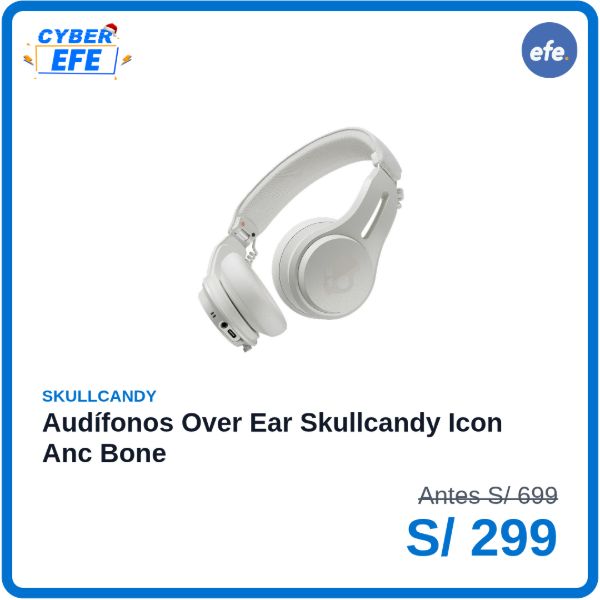 CYBER
EFE
efe.
SKULLCANDY
Audífonos Over Ear Skullcandy Icon
Anc Bone
Antes S/ 699
S/ 299